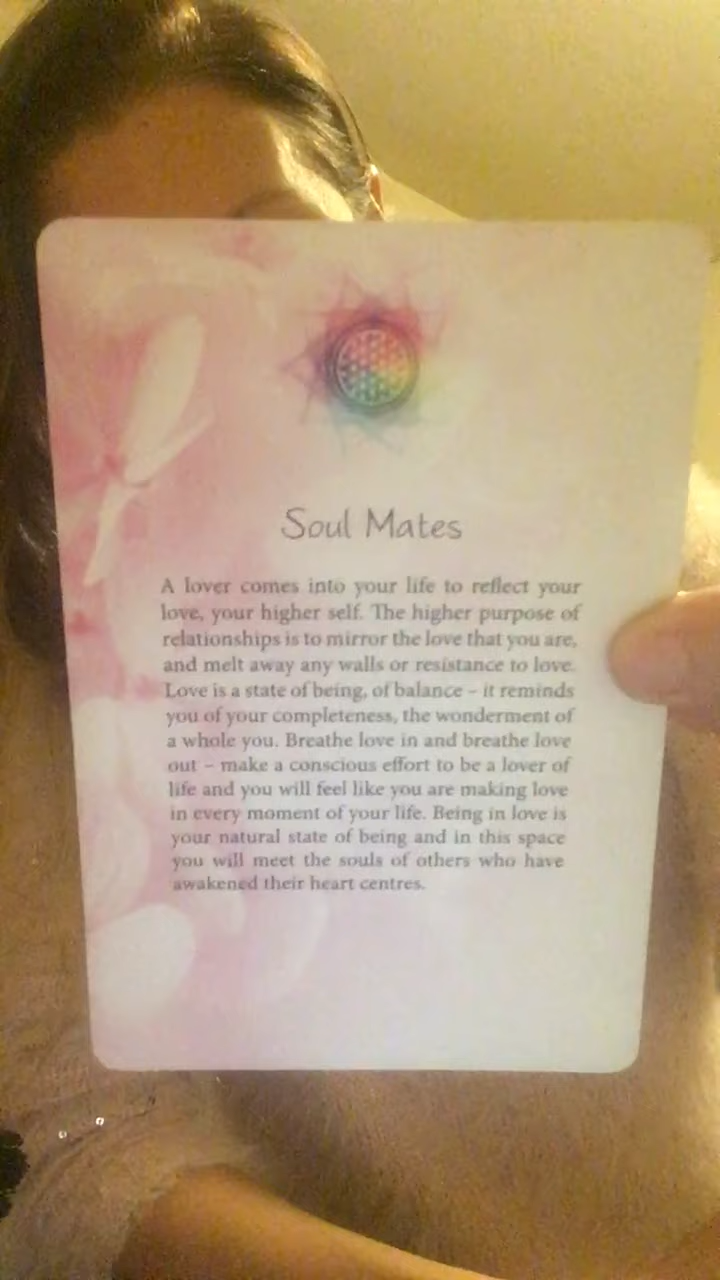 Soul Mates
A lover comes into your life to reflect your
love, your higher self. The higher purpose of
relationships is to mirror the love that you are,
and melt away any walls or resistance to love.
Love is a state of being, of balance – it reminds
you of your completeness, the wonderment of
a whole you. Breathe love in and breathe love
out – make a conscious effort to be a lover of
life and you will feel like you are making love
in every moment of your life. Being in love is
your natural state of being and in this space
you will meet the souls of others who have
awakened their heart centres.